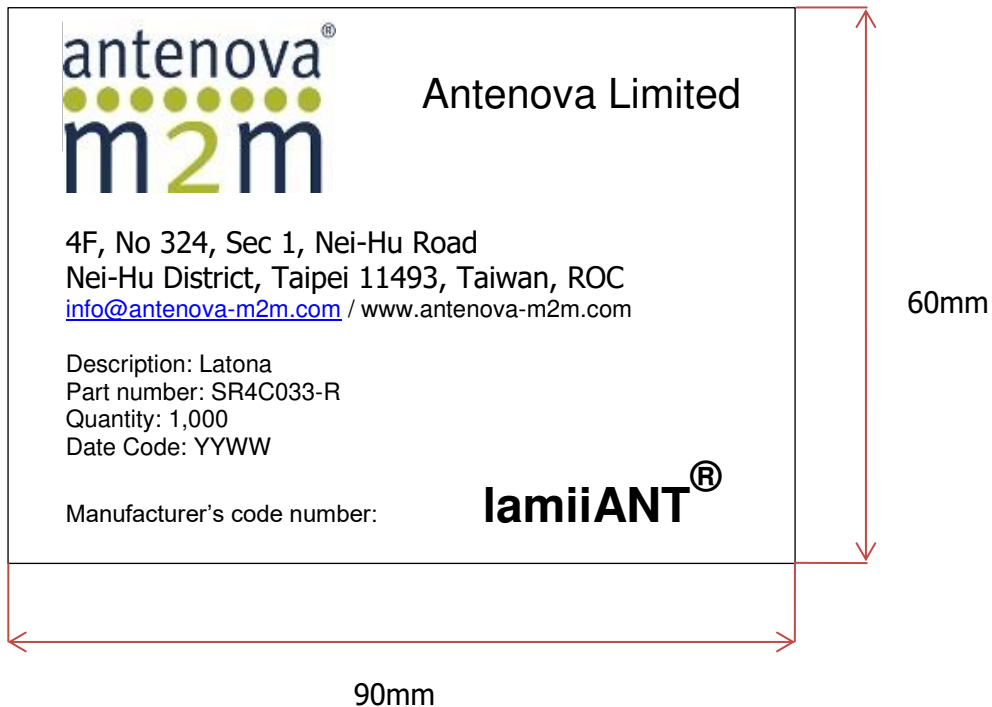 antenova®
m2m
Antenova Limited
4F, No 324, Sec 1, Nei-Hu Road
Nei-Hu District, Taipei 11493, Taiwan, ROC
info@antenova-m2m.com / www.antenova-m2m.com
Description: Latona
Part number: SR4C033-R
Quantity: 1,000
Date Code: YYWW
Manufacturer’s code number:
lamiiANT®
60mm
90mm